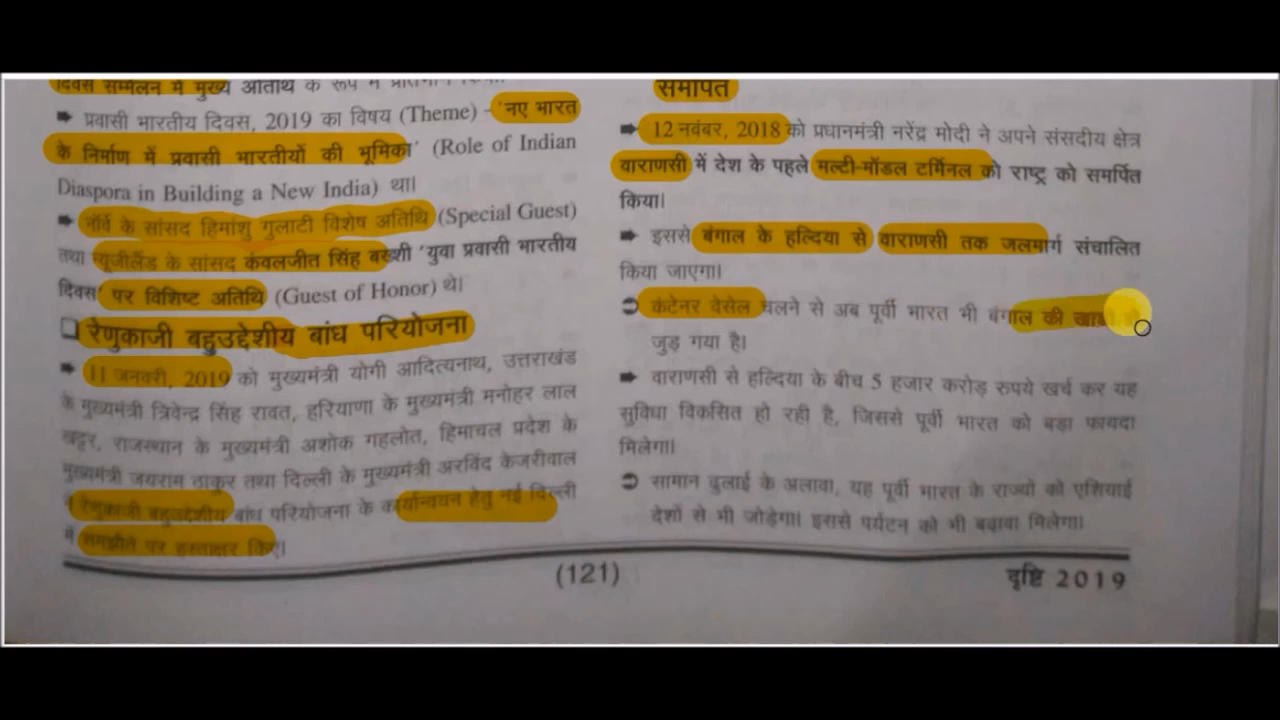 दिवस सम्मेलन में मुख्य अतिथि के रूप में
➡ प्रवासी भारतीय दिवस, 2019 का विषय (Theme) - 'नए भारत
के निर्माण में प्रवासी भारतीयों की भूमिका' (Role of Indian
Diaspora in Building a New India) था।
➡ नॉर्वे के सांसद हिमांशु गुलाटी विशेष अतिथि (Special Guest)
तथा न्यूजीलैंड के सांसद कंवलजीत सिंह बख्शी 'युवा प्रवासी भारतीय
दिवस' पर विशिष्ट अतिथि (Guest of Honor) थे।
❑ रेणुकाजी बहुउद्देशीय बांध परियोजना
➡ 11 जनवरी, 2019 को मुख्यमंत्री योगी आदित्यनाथ, उत्तराखंड
के मुख्यमंत्री त्रिवेन्द्र सिंह रावत, हरियाणा के मुख्यमंत्री मनोहर लाल
खट्टर, राजस्थान के मुख्यमंत्री अशोक गहलोत, हिमाचल प्रदेश के
मुख्यमंत्री जयराम ठाकुर तथा दिल्ली के मुख्यमंत्री अरविंद केजरीवाल
रेणुकाजी बहुउद्देशीय बांध परियोजना के कार्यान्वयन हेतु नई दिल्ली
में समझौते पर हस्ताक्षर किए।
समर्पित
➡ 12 नवंबर, 2018 को प्रधानमंत्री नरेंद्र मोदी ने अपने संसदीय क्षेत्र
वाराणसी में देश के पहले मल्टी-मॉडल टर्मिनल को राष्ट्र को समर्पित
किया।
➡ इससे बंगाल के हल्दिया से वाराणसी तक जलमार्ग संचालित
किया जाएगा।
➲ कंटेनर वेसेल चलने से अब पूर्वी भारत भी बंगाल की खाड़ी से
जुड़ गया है।
➡ वाराणसी से हल्दिया के बीच 5 हजार करोड़ रुपये खर्च कर यह
सुविधा विकसित हो रही है, जिससे पूर्वी भारत को बड़ा फायदा
मिलेगा।
➲ सामान ढुलाई के अलावा, यह पूर्वी भारत के राज्यों को एशियाई
देशों से भी जोड़ेगा। इससे पर्यटन को भी बढ़ावा मिलेगा।
(121)
दृष्टि 2019